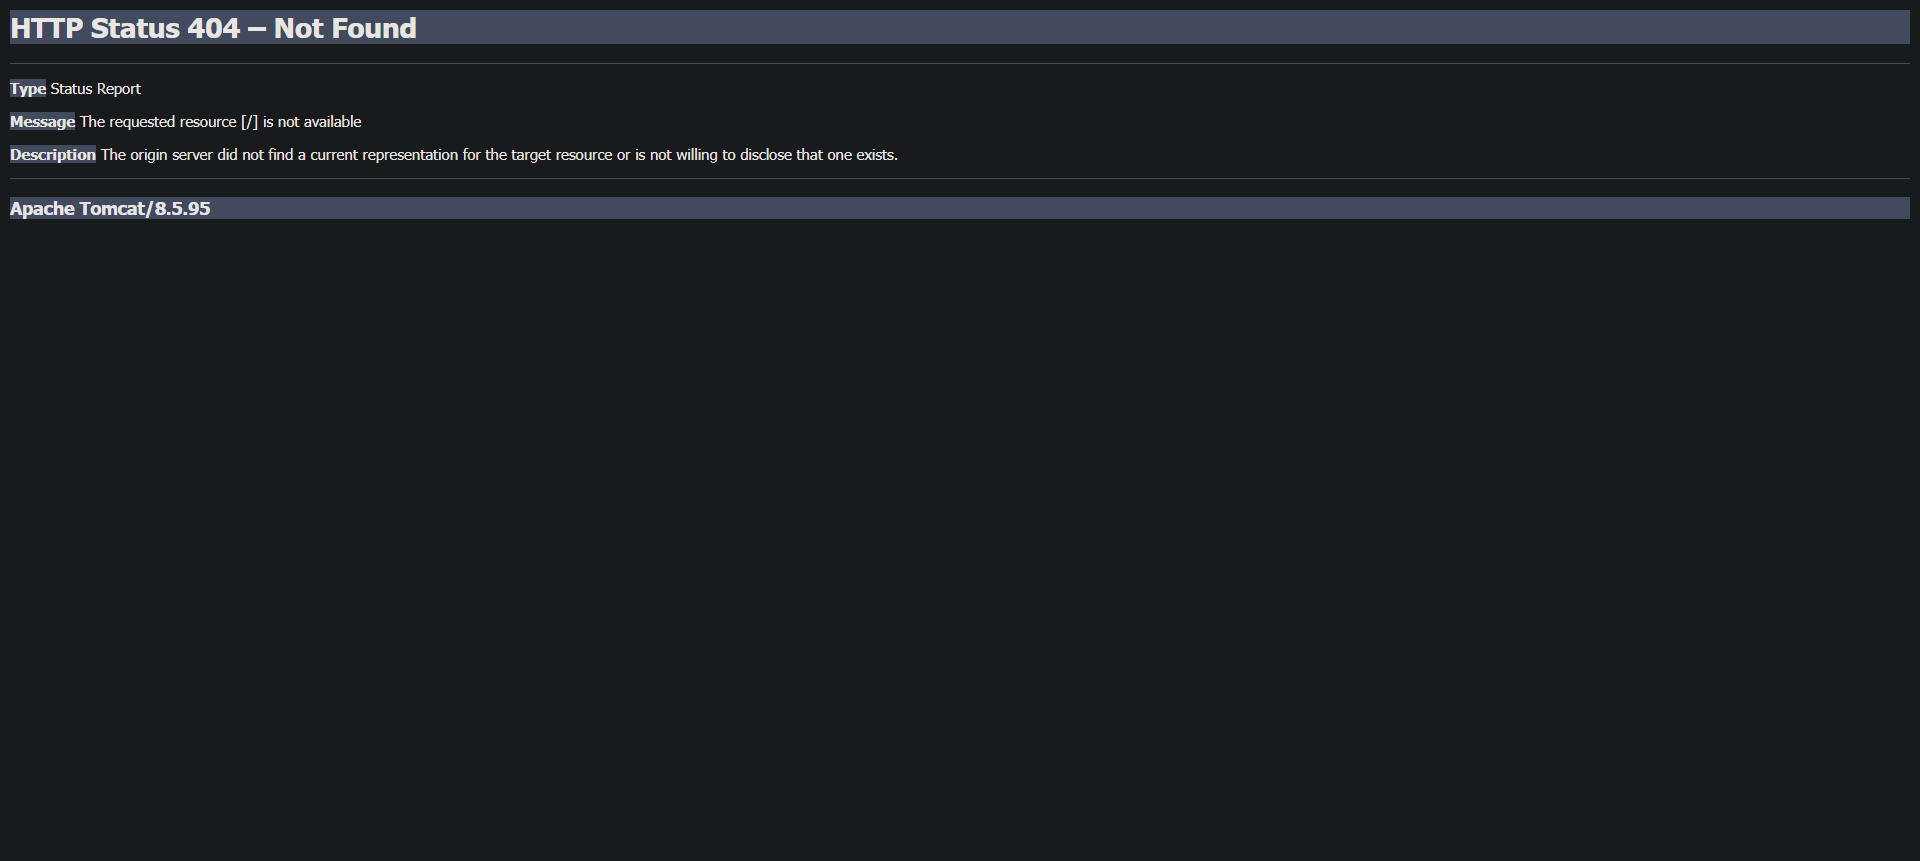 HTTP Status 404 – Not Found
Type Status Report
Message The requested resource [/] is not available
Description The origin server did not find a current representation for the target resource or is not willing to disclose that one exists.
Apache Tomcat/8.5.95